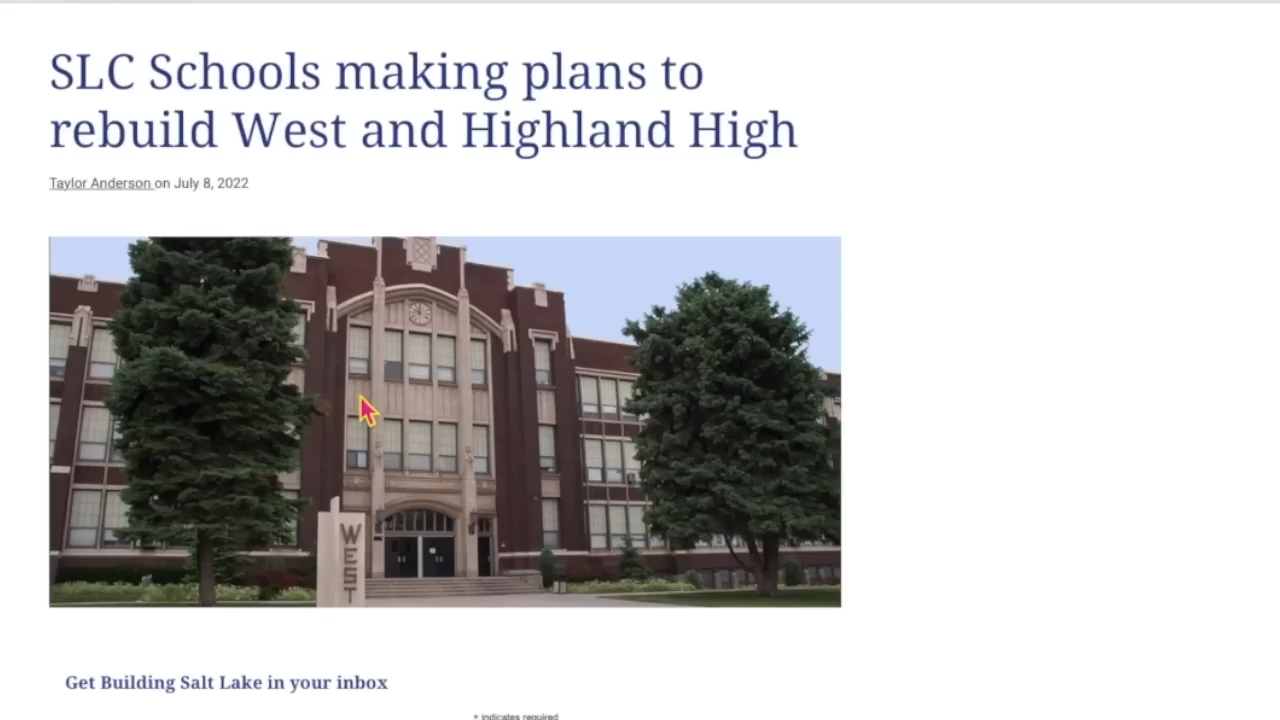 SLC Schools making plans to
rebuild West and Highland High
Taylor Anderson on July 8, 2022
WEST
Get Building Salt Lake in your inbox
* indicates required